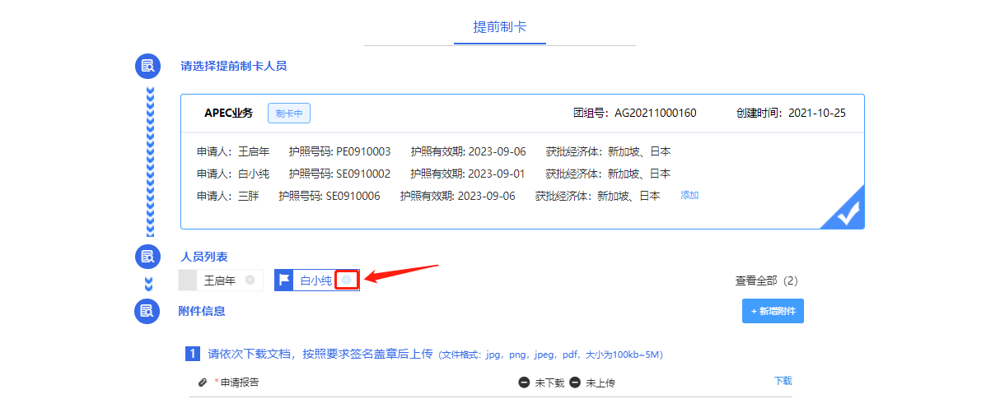 提前制卡
请选择提前制卡人员
APEC业务 制卡中 团组号：AG20211000160 创建时间：2021-10-25
申请人：王启年 护照号码: PE0910003 护照有效期: 2023-09-06 获批经济体：新加坡、日本
申请人：白小纯 护照号码: SE0910002 护照有效期: 2023-09-01 获批经济体：新加坡、日本
申请人：三胖 护照号码: SE0910006 护照有效期: 2023-09-06 获批经济体：新加坡、日本 添加
人员列表
王启年 白小纯 查看全部（2）
附件信息 + 新增附件
1 请依次下载文档，按照要求签名盖章后上传（文件格式：jpg，png，jpeg，pdf，大小为100kb~5M）
*申请报告 未下载 未上传 下载